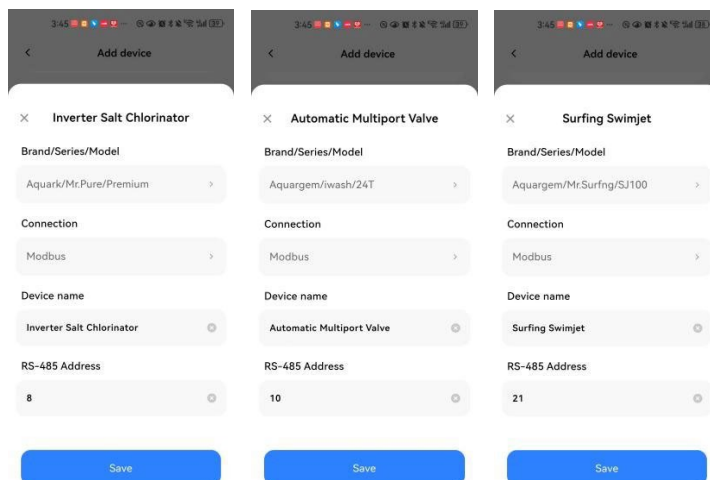 3:45
Add device
Inverter Salt Chlorinator
Brand/Series/Model
Aquark/Mr.Pure/Premium
Connection
Modbus
Device name
Inverter Salt Chlorinator
RS-485 Address
8
Save
3:45
Add device
Automatic Multiport Valve
Brand/Series/Model
Aquargem/iwash/24T
Connection
Modbus
Device name
Automatic Multiport Valve
RS-485 Address
10
Save
3:45
Add device
Surfing Swimjet
Brand/Series/Model
Aquargem/Mr.Surfng/SJ100
Connection
Modbus
Device name
Surfing Swimjet
RS-485 Address
21
Save